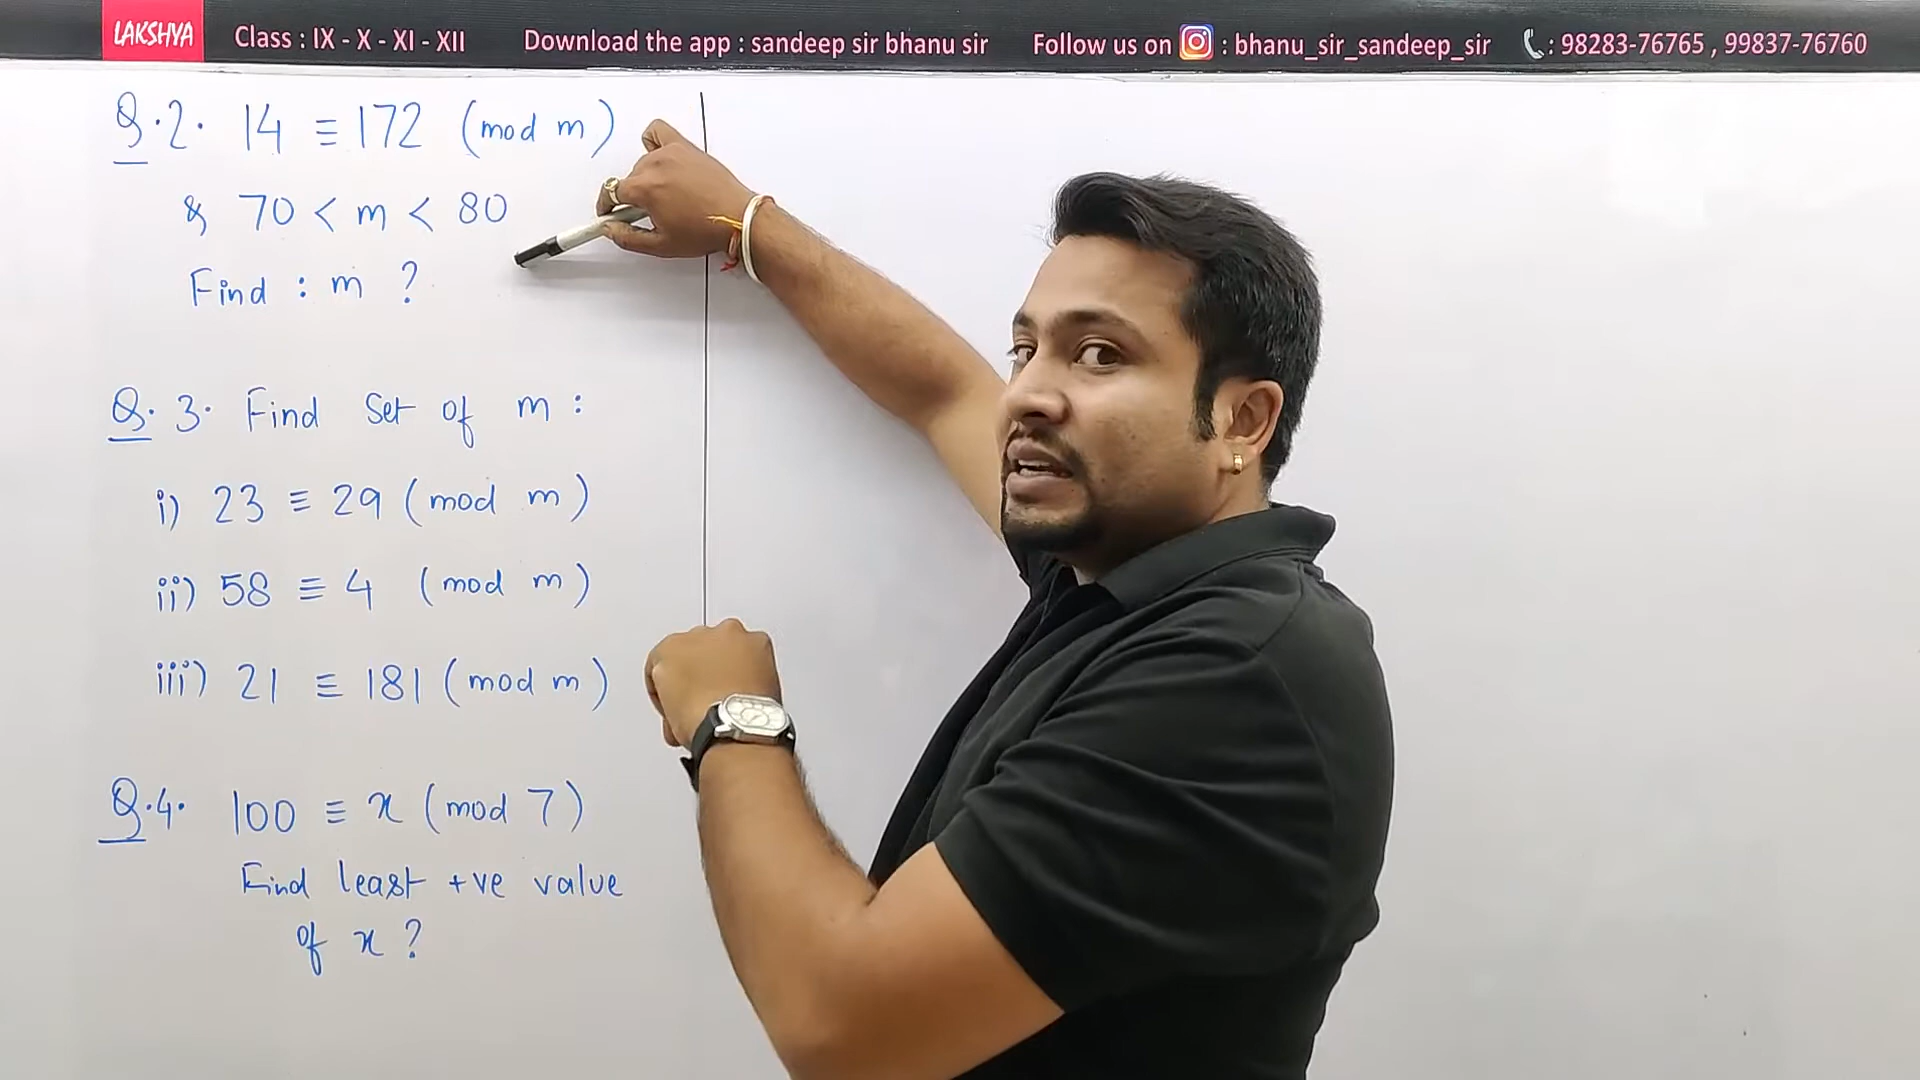 LAKSHYA Class : IX - X - XI - XII Download the app : sandeep sir bhanu sir Follow us on : bhanu_sir_sandeep_sir : 98283-76765 , 99837-76760
Q.2. 14 ≡ 172 (mod m)
& 70 < m < 80
Find : m ?
Q. 3. Find Set of m :
i) 23 ≡ 29 (mod m)
ii) 58 ≡ 4 (mod m)
iii) 21 ≡ 181 (mod m)
Q.4. 100 ≡ x (mod 7)
Find least +ve value
of x ?